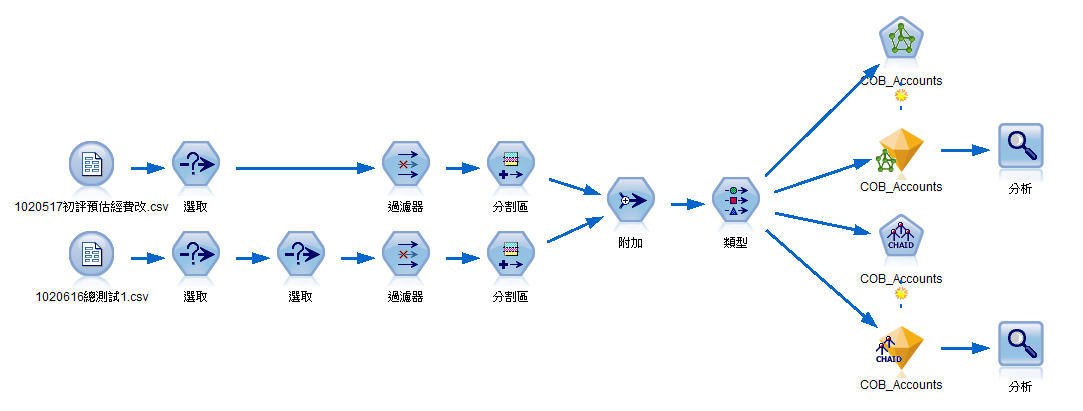 COB_Accounts
1020517初評預估經費改.csv
選取
過濾器
分割區
COB_Accounts
分析
附加
類型
1020616總測試1.csv
選取
選取
過濾器
分割區
CHAID
COB_Accounts
CHAID
COB_Accounts
分析